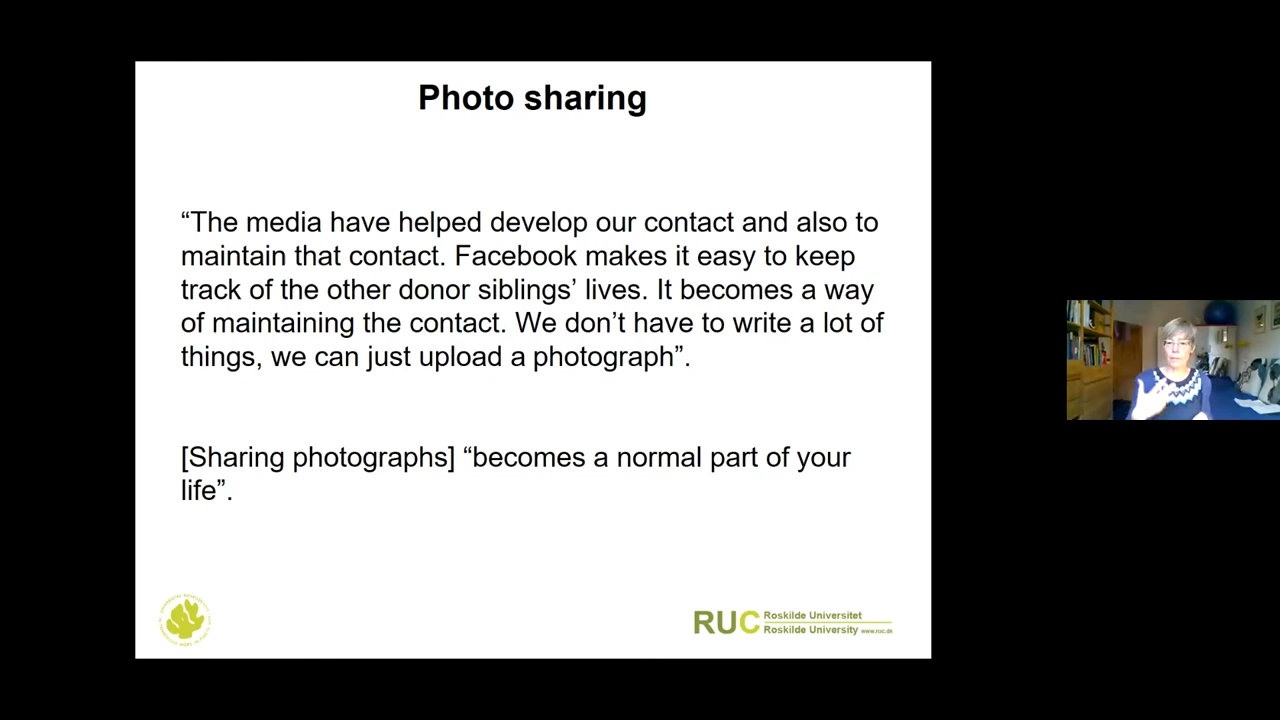 Photo sharing
“The media have helped develop our contact and also to
maintain that contact. Facebook makes it easy to keep
track of the other donor siblings’ lives. It becomes a way
of maintaining the contact. We don’t have to write a lot of
things, we can just upload a photograph”.
[Sharing photographs] “becomes a normal part of your
life”.
RUC
Roskilde Universitet
Roskilde University www.ruc.dk